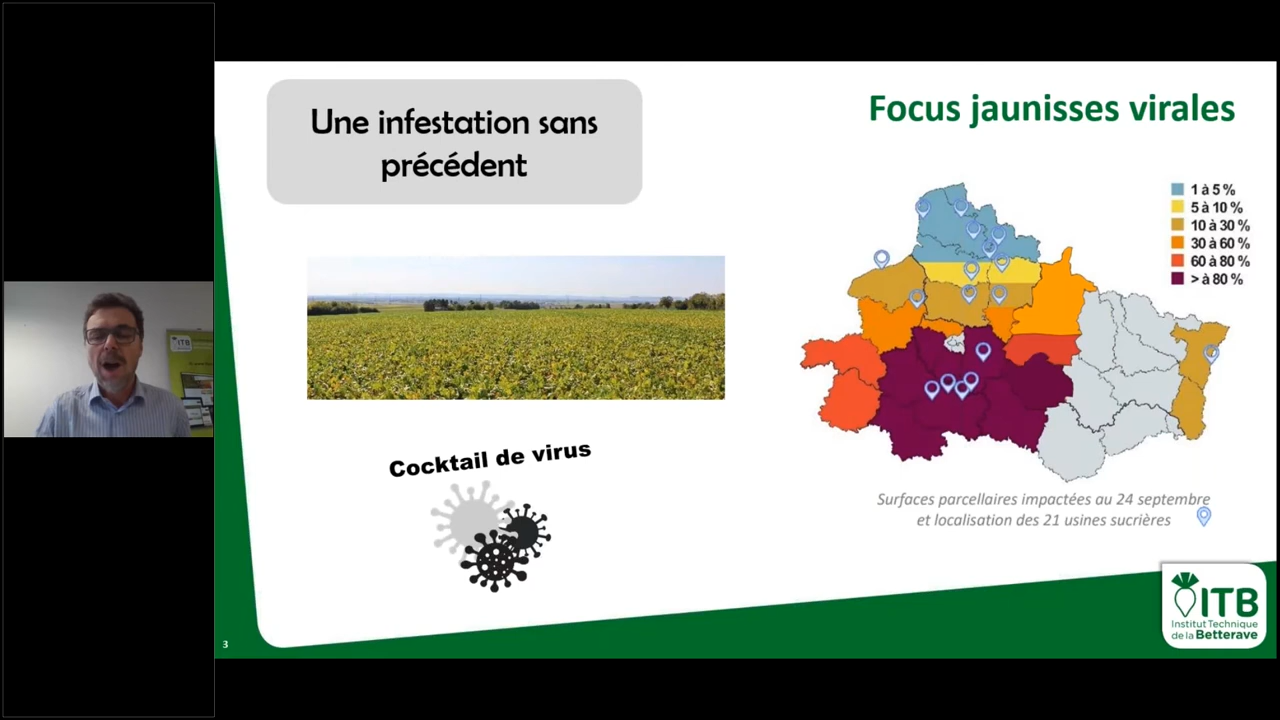 Une infestation sans
précédent
Focus jaunisses virales
1 à 5 %
5 à 10 %
10 à 30 %
30 à 60 %
60 à 80 %
> à 80 %
Cocktail de virus
Surfaces parcellaires impactées au 24 septembre
et localisation des 21 usines sucrières
ITB
3
ITB
Institut Technique
de la Betterave